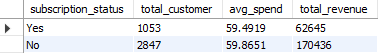 subscription_status total_customer avg_spend total_revenue
Yes 1053 59.4919 62645
No 2847 59.8651 170436